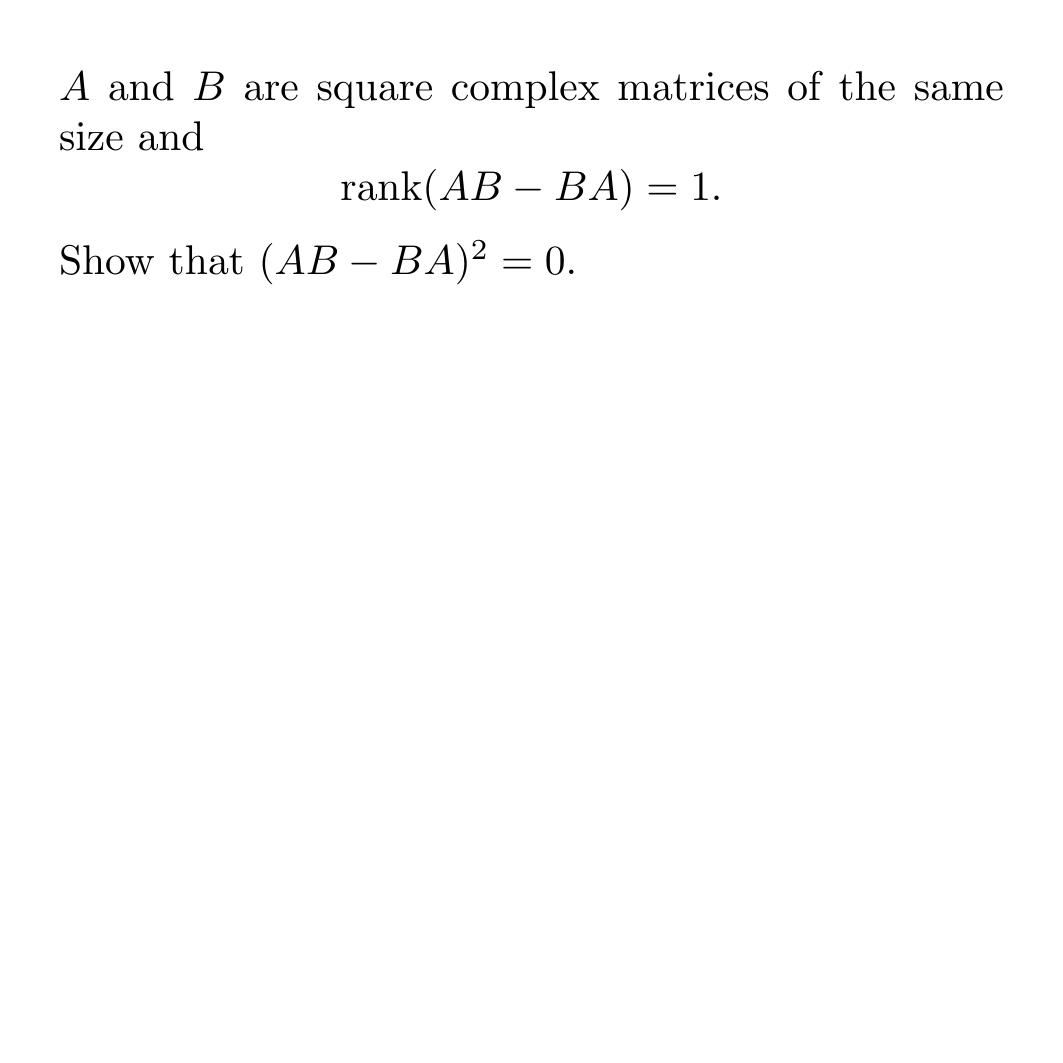 A and B are square complex matrices of the same
size and
rank(AB − BA) = 1.
Show that (AB − BA)² = 0.